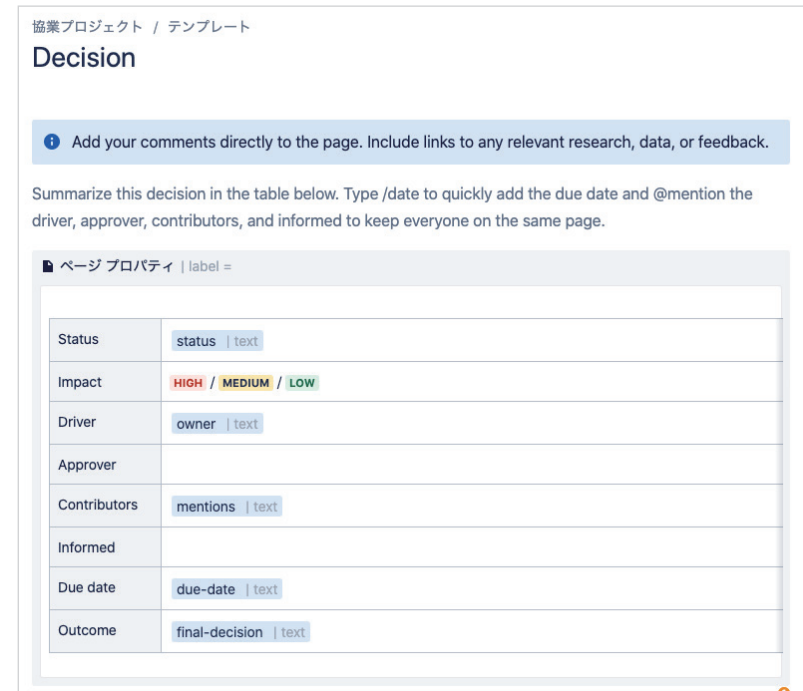 協業プロジェクト / テンプレート
Decision
Add your comments directly to the page. Include links to any relevant research, data, or feedback.
Summarize this decision in the table below. Type /date to quickly add the due date and @mention the
driver, approver, contributors, and informed to keep everyone on the same page.
ページ プロパティ | label =
Status status | text
Impact HIGH / MEDIUM / LOW
Driver owner | text
Approver
Contributors mentions | text
Informed
Due date due-date | text
Outcome final-decision | text